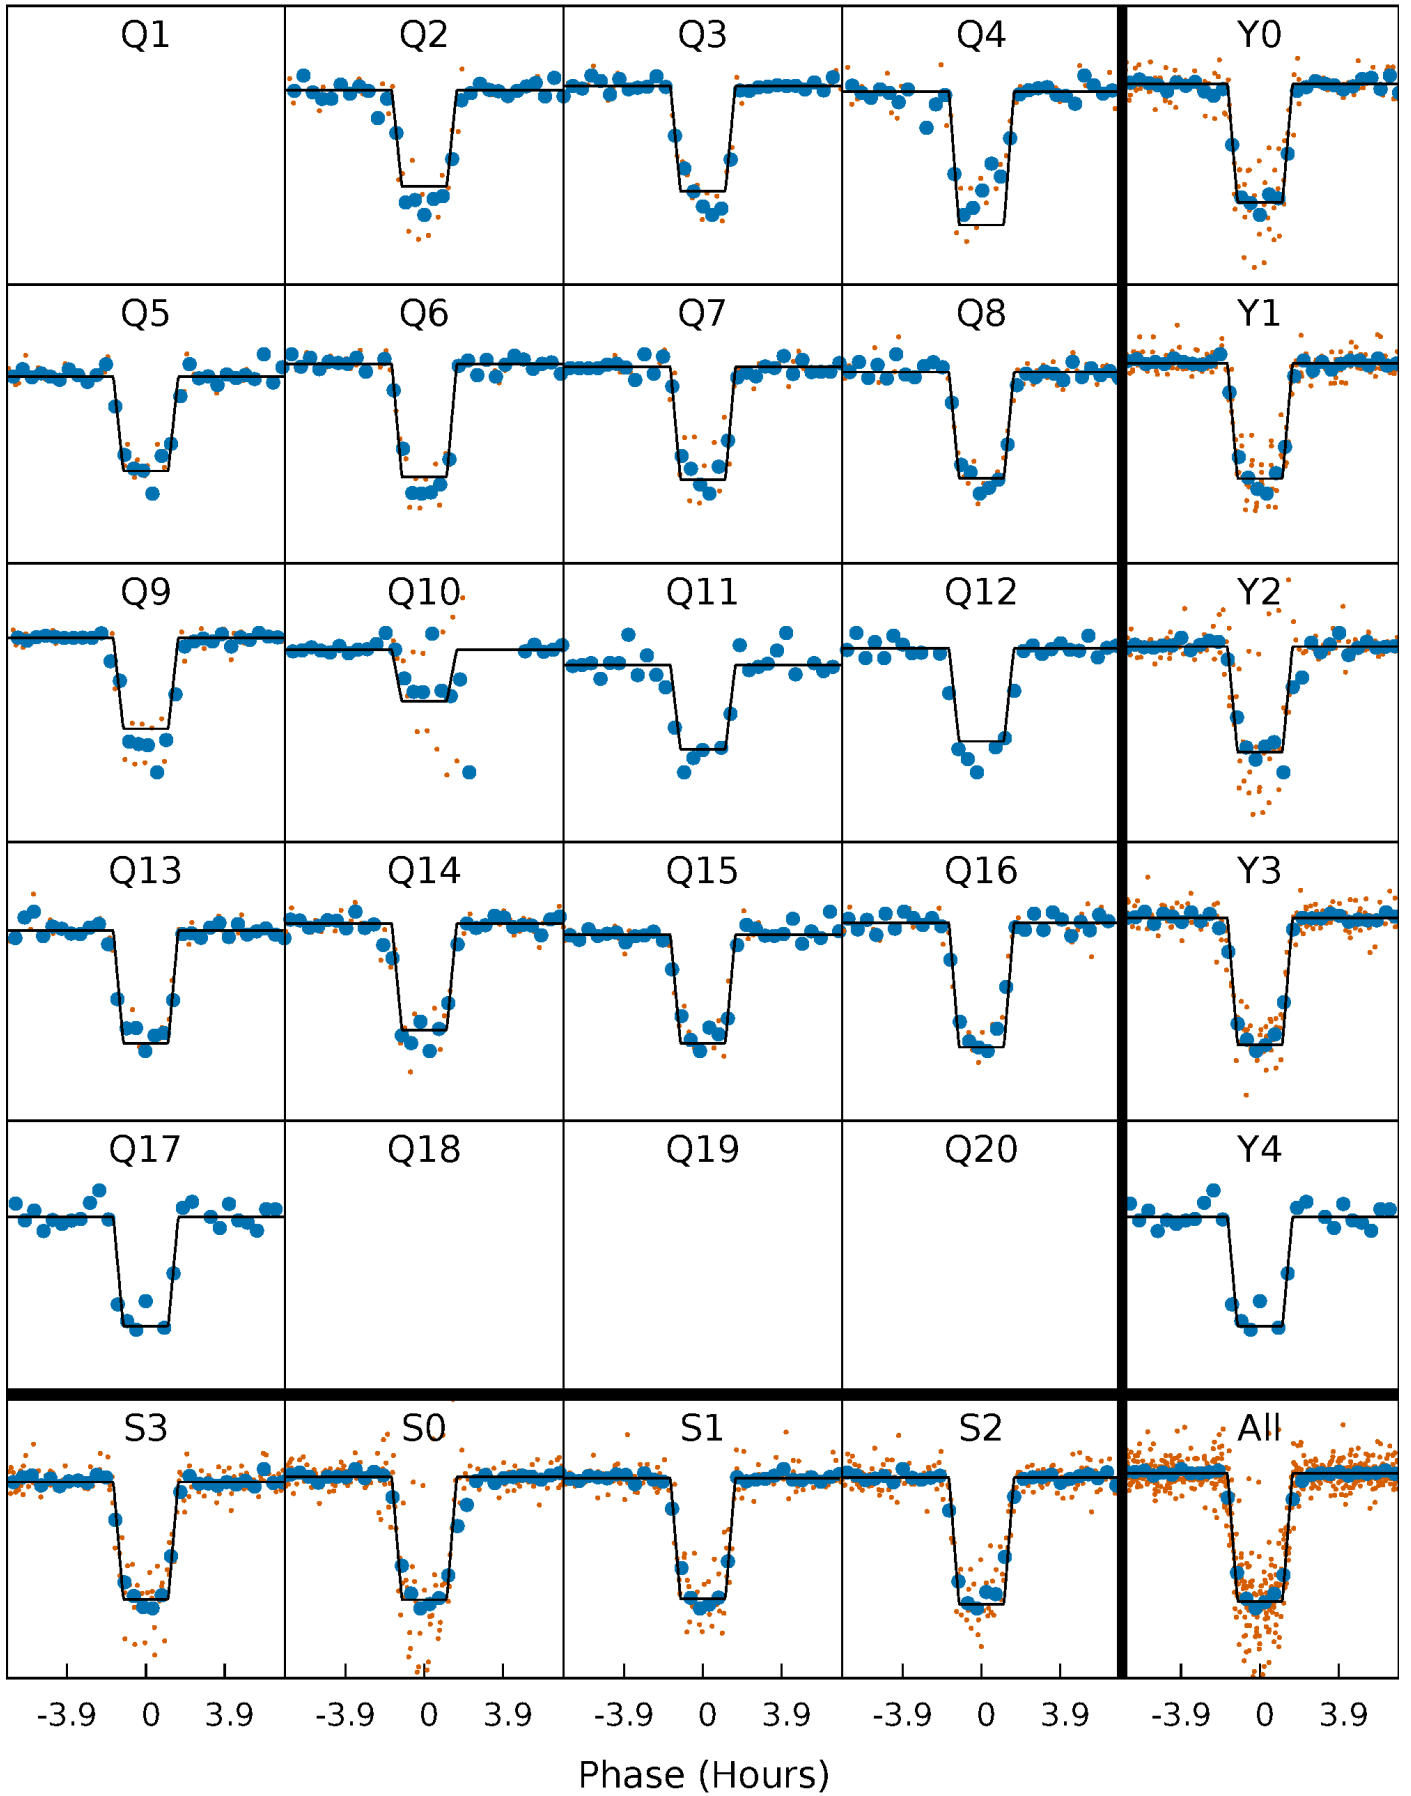 Q1 Q2 Q3 Q4 Y0
Q5 Q6 Q7 Q8 Y1
Q9 Q10 Q11 Q12 Y2
Q13 Q14 Q15 Q16 Y3
Q17 Q18 Q19 Q20 Y4
S3 S0 S1 S2 All
-3.9 0 3.9 -3.9 0 3.9 -3.9 0 3.9 -3.9 0 3.9 -3.9 0 3.9
Phase (Hours)